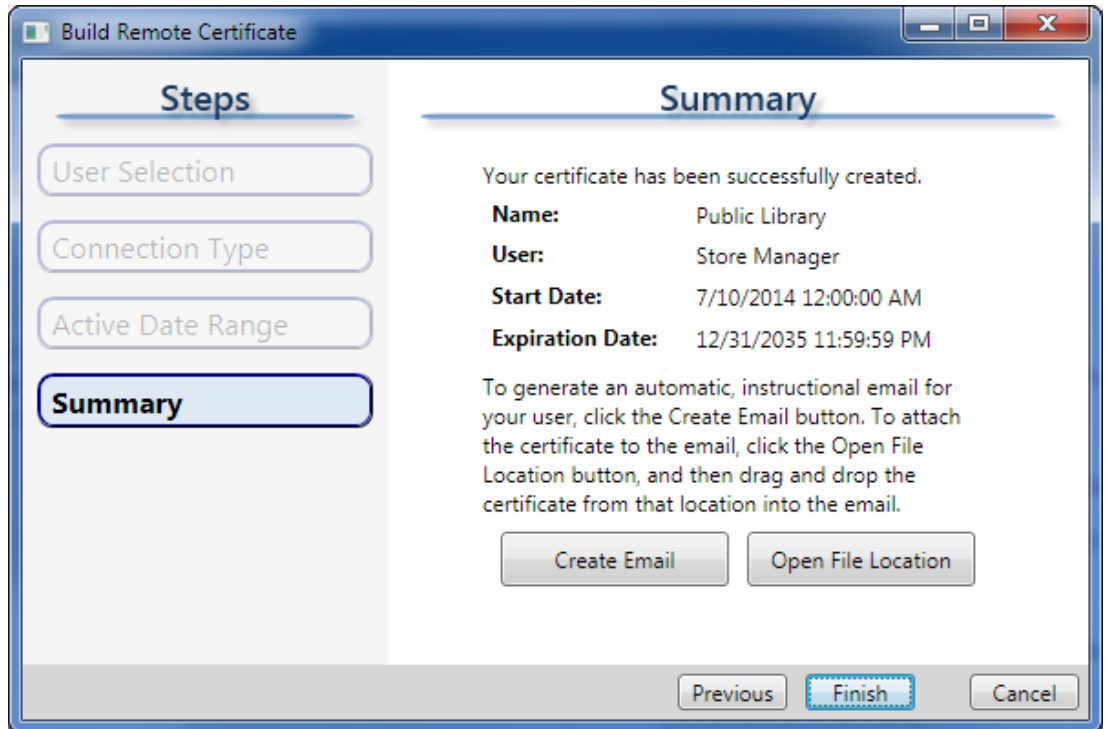 Build Remote Certificate
Steps
User Selection
Connection Type
Active Date Range
Summary
Summary
Your certificate has been successfully created.
Name: Public Library
User: Store Manager
Start Date: 7/10/2014 12:00:00 AM
Expiration Date: 12/31/2035 11:59:59 PM
To generate an automatic, instructional email for
your user, click the Create Email button. To attach
the certificate to the email, click the Open File
Location button, and then drag and drop the
certificate from that location into the email.
Create Email Open File Location
Previous Finish Cancel